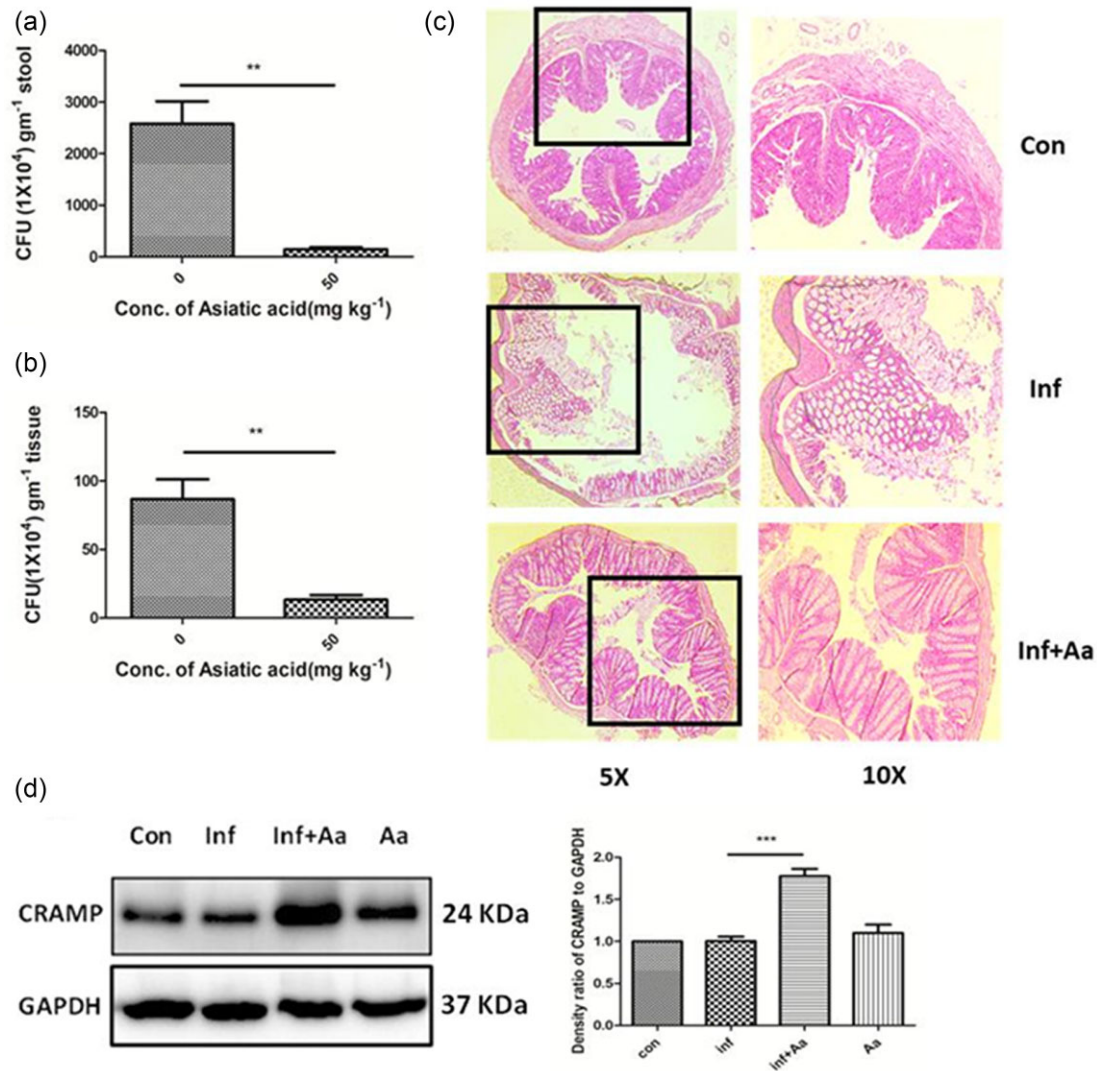 (a)
4000
3000
2000
1000
0
CFU (1X10⁴) gm⁻¹ stool
**
0
50
Conc. of Asiatic acid(mg kg⁻¹)
(b)
150
100
50
0
CFU(1X10⁴) gm⁻¹ tissue
**
0
50
Conc. of Asiatic acid(mg kg⁻¹)
(c)
Con
Inf
Inf+Aa
5X
10X
(d)
Con Inf Inf+Aa Aa
CRAMP 24 KDa
GAPDH 37 KDa
Density ratio of CRAMP to GAPDH
2.0
1.5
1.0
0.5
0.0
***
con
inf
inf+Aa
Aa